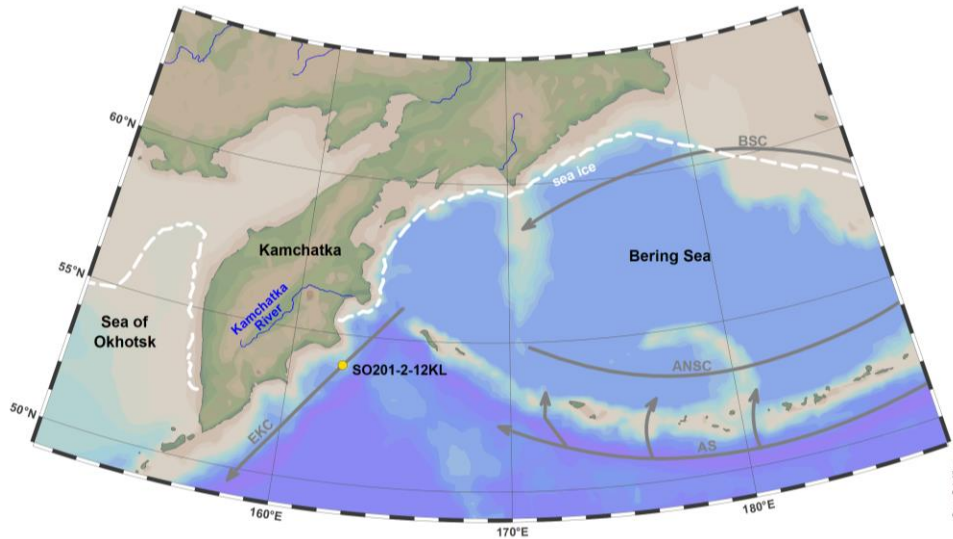 60°N
BSC
sea ice
Kamchatka
Bering Sea
55°N
Kamchatka
River
Sea of
Okhotsk
SO201-2-12KL
ANSC
50°N
EKC
AS
160°E
170°E
180°E